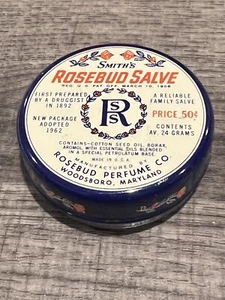 SMITH'S
ROSEBUD SALVE
REG. U.S. PAT. OFF. MARCH 10, 1908
FIRST PREPARED
BY A DRUGGIST
IN 1892
NEW PACKAGE
ADOPTED
1962
RS
A RELIABLE
FAMILY SALVE
PRICE 50¢
CONTENTS
AV. 24 GRAMS
CONTAINS-COTTON SEED OIL, BORAX,
AROMOL, WITH ESSENTIAL OILS BLENDED
IN A SPECIAL PETROLATUM BASE
MADE IN U.S.A.
MANUFACTURED
ROSEBUD PERFUME CO.
WOODSBORO, MARYLAND